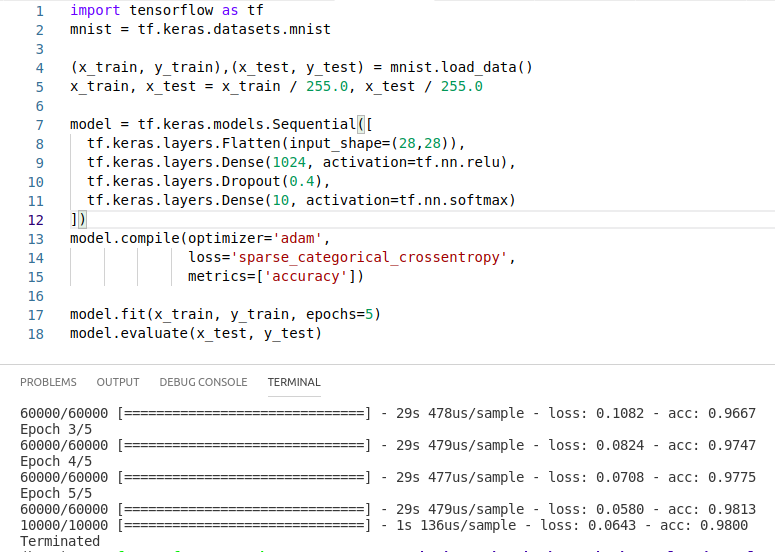 1 import tensorflow as tf
2 mnist = tf.keras.datasets.mnist
3
4 (x_train, y_train),(x_test, y_test) = mnist.load_data()
5 x_train, x_test = x_train / 255.0, x_test / 255.0
6
7 model = tf.keras.models.Sequential([
8   tf.keras.layers.Flatten(input_shape=(28,28)),
9   tf.keras.layers.Dense(1024, activation=tf.nn.relu),
10   tf.keras.layers.Dropout(0.4),
11   tf.keras.layers.Dense(10, activation=tf.nn.softmax)
12 ])
13 model.compile(optimizer='adam',
14               loss='sparse_categorical_crossentropy',
15               metrics=['accuracy'])
16
17 model.fit(x_train, y_train, epochs=5)
18 model.evaluate(x_test, y_test)
PROBLEMS OUTPUT DEBUG CONSOLE TERMINAL
60000/60000 [==============================] - 29s 478us/sample - loss: 0.1082 - acc: 0.9667
Epoch 3/5
60000/60000 [==============================] - 29s 479us/sample - loss: 0.0824 - acc: 0.9747
Epoch 4/5
60000/60000 [==============================] - 29s 477us/sample - loss: 0.0708 - acc: 0.9775
Epoch 5/5
60000/60000 [==============================] - 29s 479us/sample - loss: 0.0580 - acc: 0.9813
10000/10000 [==============================] - 1s 136us/sample - loss: 0.0643 - acc: 0.9800
Terminated